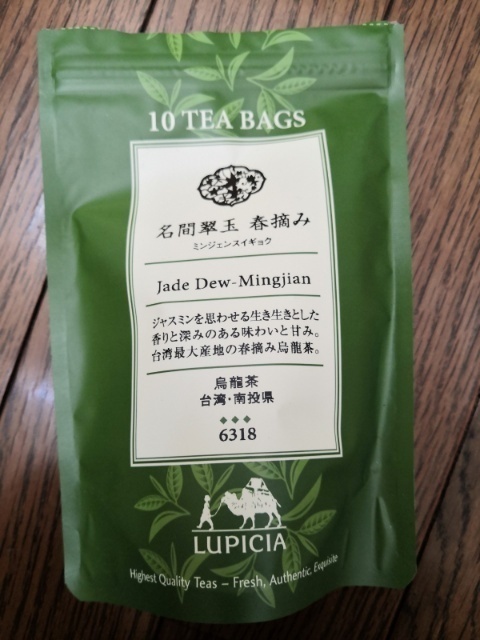 10 TEA BAGS
名間翠玉 春摘み
ミンジェンスイギョク
Jade Dew-Mingjian
ジャスミンを思わせる生き生きとした
香りと深みのある味わいと甘み。
台湾最大産地の春摘み烏龍茶。
烏龍茶
台湾・南投県
6318
LUPICIA
Highest Quality Teas – Fresh, Authentic, Exquisite